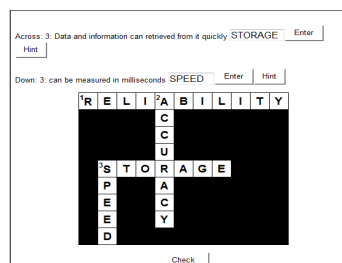 Across: 3: Data and information can retrieved from it quickly STORAGE Enter
Hint
Down: 3: can be measured in milliseconds SPEED Enter Hint
1 R E L I 2 A B I L I T Y
C
C
U
3 S T O R A G E
P A
E C
E Y
D
Check